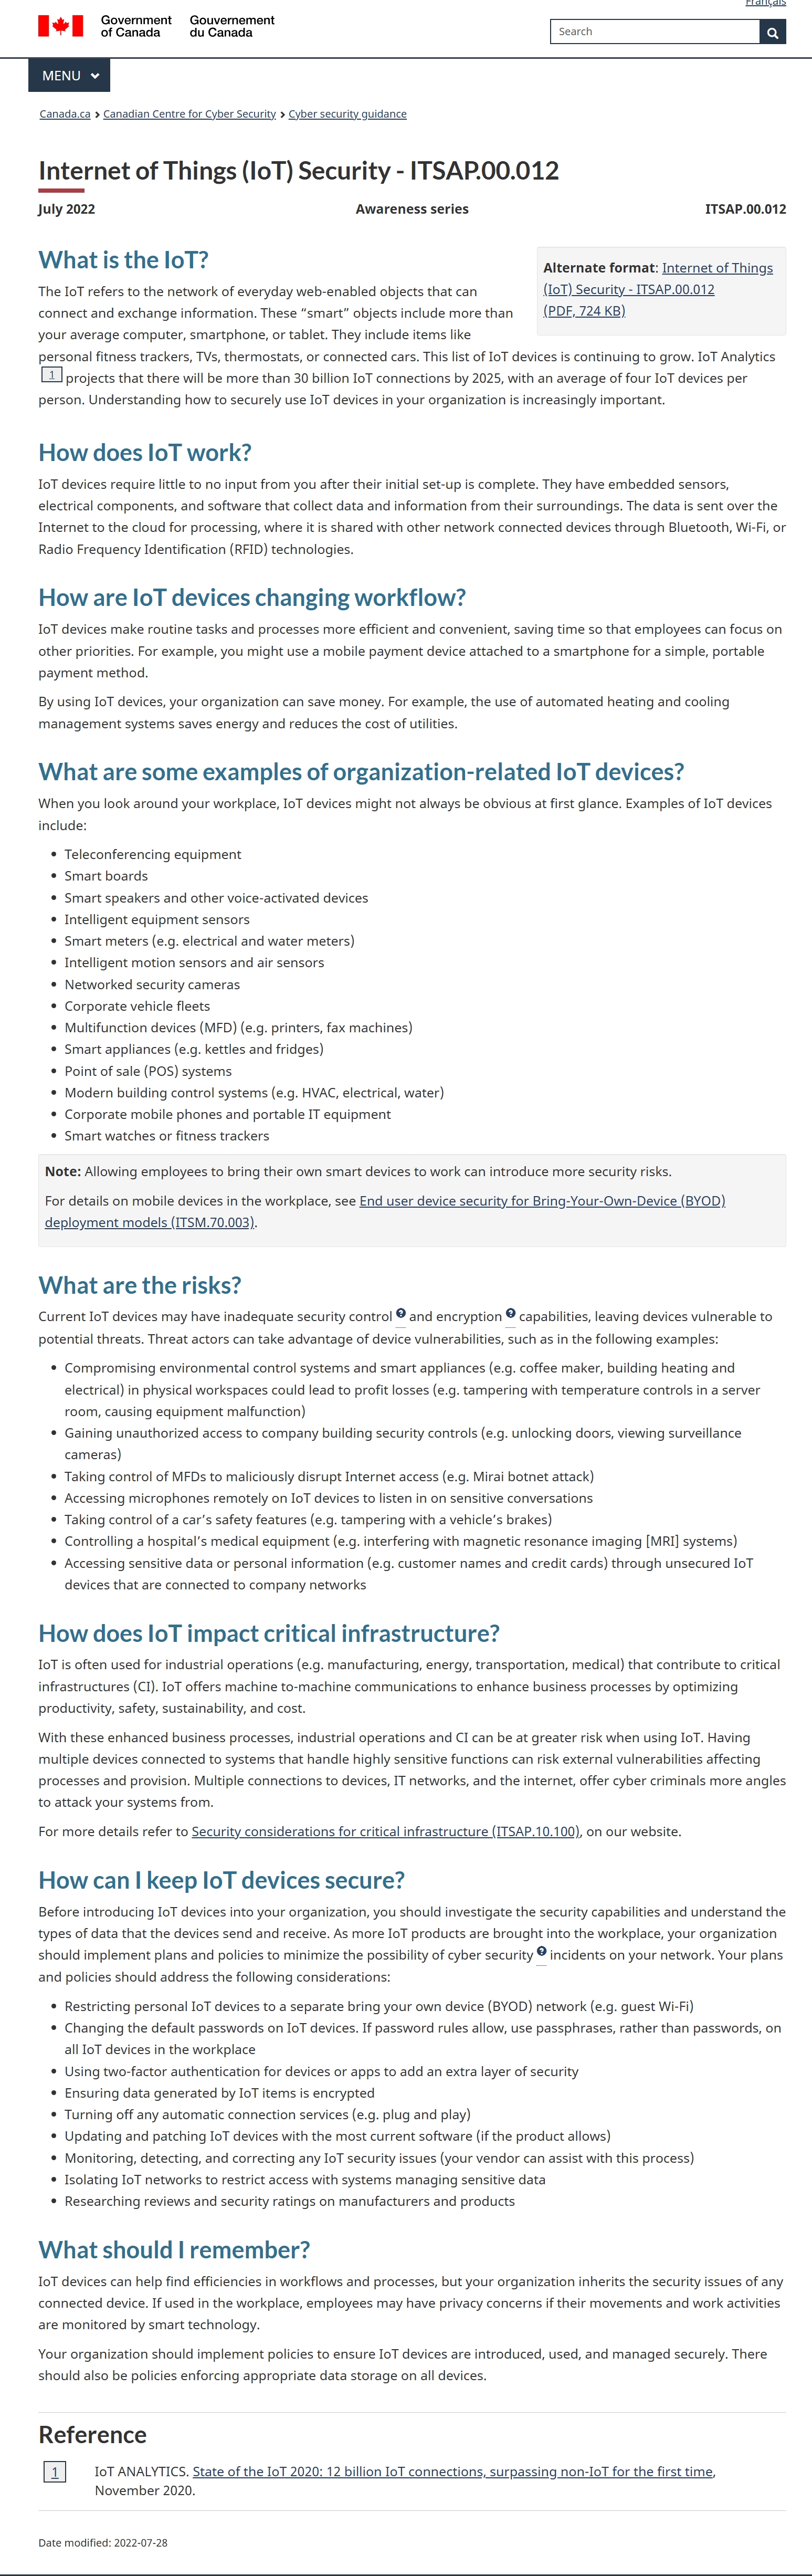 Français
Government of Canada
Gouvernement du Canada
Search
MENU
Canada.ca > Canadian Centre for Cyber Security > Cyber security guidance
Internet of Things (IoT) Security - ITSAP.00.012
July 2022 Awareness series ITSAP.00.012
What is the IoT?
Alternate format: Internet of Things
(IoT) Security - ITSAP.00.012
(PDF, 724 KB)
The IoT refers to the network of everyday web-enabled objects that can
connect and exchange information. These “smart” objects include more than
your average computer, smartphone, or tablet. They include items like
personal fitness trackers, TVs, thermostats, or connected cars. This list of IoT devices is continuing to grow. IoT Analytics
1 projects that there will be more than 30 billion IoT connections by 2025, with an average of four IoT devices per
person. Understanding how to securely use IoT devices in your organization is increasingly important.
How does IoT work?
IoT devices require little to no input from you after their initial set-up is complete. They have embedded sensors,
electrical components, and software that collect data and information from their surroundings. The data is sent over the
Internet to the cloud for processing, where it is shared with other network connected devices through Bluetooth, Wi-Fi, or
Radio Frequency Identification (RFID) technologies.
How are IoT devices changing workflow?
IoT devices make routine tasks and processes more efficient and convenient, saving time so that employees can focus on
other priorities. For example, you might use a mobile payment device attached to a smartphone for a simple, portable
payment method.
By using IoT devices, your organization can save money. For example, the use of automated heating and cooling
management systems saves energy and reduces the cost of utilities.
What are some examples of organization-related IoT devices?
When you look around your workplace, IoT devices might not always be obvious at first glance. Examples of IoT devices
include:
• Teleconferencing equipment
• Smart boards
• Smart speakers and other voice-activated devices
• Intelligent equipment sensors
• Smart meters (e.g. electrical and water meters)
• Intelligent motion sensors and air sensors
• Networked security cameras
• Corporate vehicle fleets
• Multifunction devices (MFD) (e.g. printers, fax machines)
• Smart appliances (e.g. kettles and fridges)
• Point of sale (POS) systems
• Modern building control systems (e.g. HVAC, electrical, water)
• Corporate mobile phones and portable IT equipment
• Smart watches or fitness trackers
Note: Allowing employees to bring their own smart devices to work can introduce more security risks.
For details on mobile devices in the workplace, see End user device security for Bring-Your-Own-Device (BYOD)
deployment models (ITSM.70.003).
What are the risks?
Current IoT devices may have inadequate security control ? and encryption ? capabilities, leaving devices vulnerable to
potential threats. Threat actors can take advantage of device vulnerabilities, such as in the following examples:
• Compromising environmental control systems and smart appliances (e.g. coffee maker, building heating and
electrical) in physical workspaces could lead to profit losses (e.g. tampering with temperature controls in a server
room, causing equipment malfunction)
• Gaining unauthorized access to company building security controls (e.g. unlocking doors, viewing surveillance
cameras)
• Taking control of MFDs to maliciously disrupt Internet access (e.g. Mirai botnet attack)
• Accessing microphones remotely on IoT devices to listen in on sensitive conversations
• Taking control of a car’s safety features (e.g. tampering with a vehicle’s brakes)
• Controlling a hospital’s medical equipment (e.g. interfering with magnetic resonance imaging [MRI] systems)
• Accessing sensitive data or personal information (e.g. customer names and credit cards) through unsecured IoT
devices that are connected to company networks
How does IoT impact critical infrastructure?
IoT is often used for industrial operations (e.g. manufacturing, energy, transportation, medical) that contribute to critical
infrastructures (CI). IoT offers machine to-machine communications to enhance business processes by optimizing
productivity, safety, sustainability, and cost.
With these enhanced business processes, industrial operations and CI can be at greater risk when using IoT. Having
multiple devices connected to systems that handle highly sensitive functions can risk external vulnerabilities affecting
processes and provision. Multiple connections to devices, IT networks, and the internet, offer cyber criminals more angles
to attack your systems from.
For more details refer to Security considerations for critical infrastructure (ITSAP.10.100), on our website.
How can I keep IoT devices secure?
Before introducing IoT devices into your organization, you should investigate the security capabilities and understand the
types of data that the devices send and receive. As more IoT products are brought into the workplace, your organization
should implement plans and policies to minimize the possibility of cyber security ? incidents on your network. Your plans
and policies should address the following considerations:
• Restricting personal IoT devices to a separate bring your own device (BYOD) network (e.g. guest Wi-Fi)
• Changing the default passwords on IoT devices. If password rules allow, use passphrases, rather than passwords, on
all IoT devices in the workplace
• Using two-factor authentication for devices or apps to add an extra layer of security
• Ensuring data generated by IoT items is encrypted
• Turning off any automatic connection services (e.g. plug and play)
• Updating and patching IoT devices with the most current software (if the product allows)
• Monitoring, detecting, and correcting any IoT security issues (your vendor can assist with this process)
• Isolating IoT networks to restrict access with systems managing sensitive data
• Researching reviews and security ratings on manufacturers and products
What should I remember?
IoT devices can help find efficiencies in workflows and processes, but your organization inherits the security issues of any
connected device. If used in the workplace, employees may have privacy concerns if their movements and work activities
are monitored by smart technology.
Your organization should implement policies to ensure IoT devices are introduced, used, and managed securely. There
should also be policies enforcing appropriate data storage on all devices.
Reference
1 IoT ANALYTICS. State of the IoT 2020: 12 billion IoT connections, surpassing non-IoT for the first time,
November 2020.
Date modified: 2022-07-28